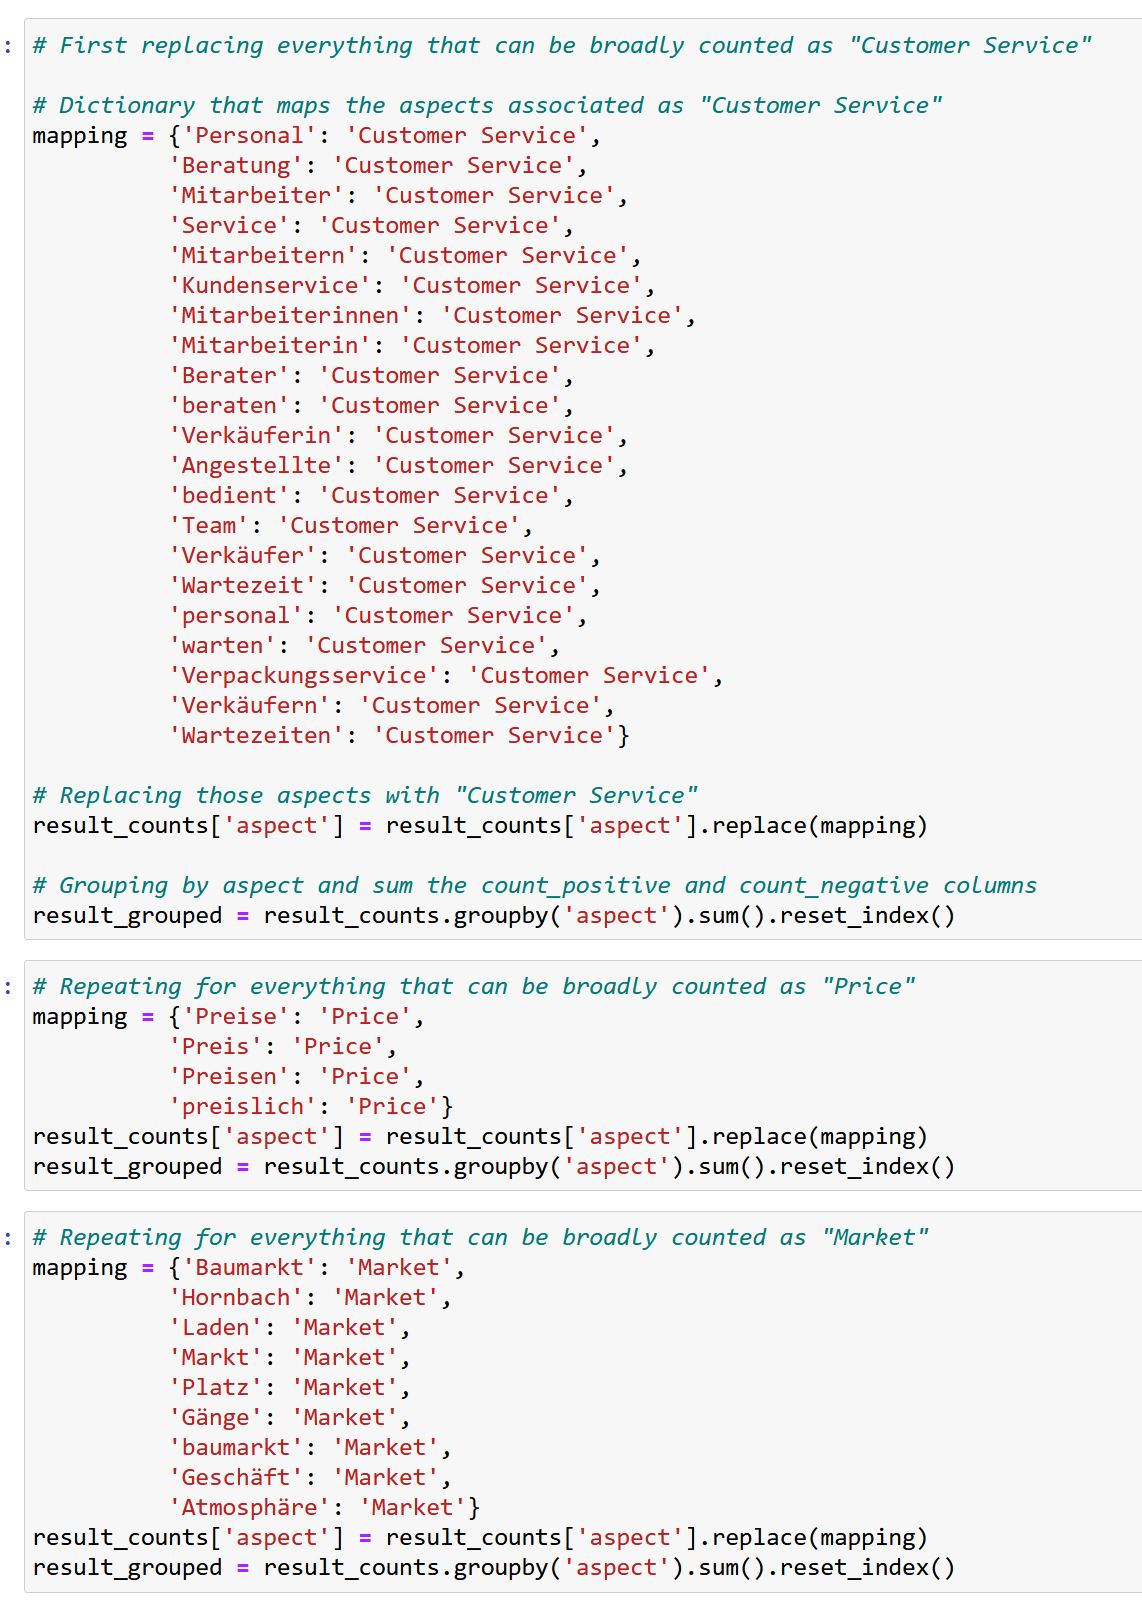 : # First replacing everything that can be broadly counted as "Customer Service"
# Dictionary that maps the aspects associated as "Customer Service"
mapping = {'Personal': 'Customer Service',
'Beratung': 'Customer Service',
'Mitarbeiter': 'Customer Service',
'Service': 'Customer Service',
'Mitarbeitern': 'Customer Service',
'Kundenservice': 'Customer Service',
'Mitarbeiterinnen': 'Customer Service',
'Mitarbeiterin': 'Customer Service',
'Berater': 'Customer Service',
'beraten': 'Customer Service',
'Verkäuferin': 'Customer Service',
'Angestellte': 'Customer Service',
'bedient': 'Customer Service',
'Team': 'Customer Service',
'Verkäufer': 'Customer Service',
'Wartezeit': 'Customer Service',
'personal': 'Customer Service',
'warten': 'Customer Service',
'Verpackungsservice': 'Customer Service',
'Verkäufern': 'Customer Service',
'Wartezeiten': 'Customer Service'}
# Replacing those aspects with "Customer Service"
result_counts['aspect'] = result_counts['aspect'].replace(mapping)
# Grouping by aspect and sum the count_positive and count_negative columns
result_grouped = result_counts.groupby('aspect').sum().reset_index()
: # Repeating for everything that can be broadly counted as "Price"
mapping = {'Preise': 'Price',
'Preis': 'Price',
'Preisen': 'Price',
'preislich': 'Price'}
result_counts['aspect'] = result_counts['aspect'].replace(mapping)
result_grouped = result_counts.groupby('aspect').sum().reset_index()
: # Repeating for everything that can be broadly counted as "Market"
mapping = {'Baumarkt': 'Market',
'Hornbach': 'Market',
'Laden': 'Market',
'Markt': 'Market',
'Platz': 'Market',
'Gänge': 'Market',
'baumarkt': 'Market',
'Geschäft': 'Market',
'Atmosphäre': 'Market'}
result_counts['aspect'] = result_counts['aspect'].replace(mapping)
result_grouped = result_counts.groupby('aspect').sum().reset_index()